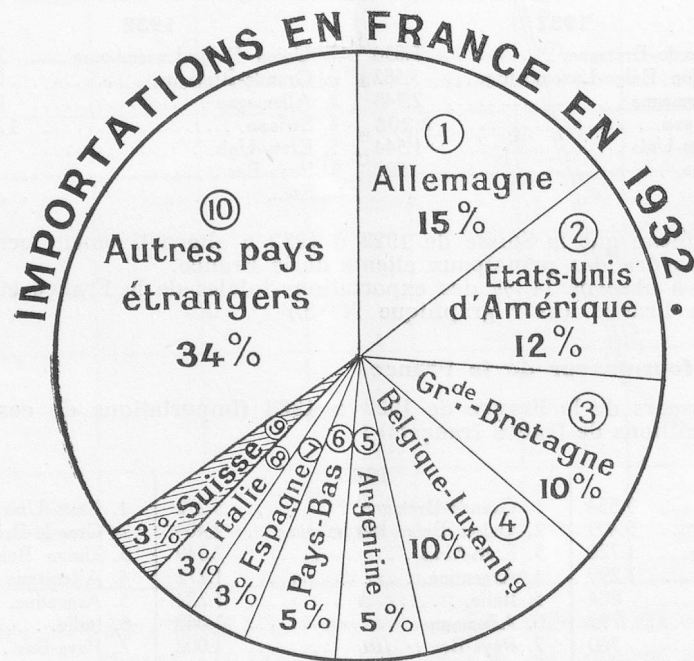 IMPORTATIONS EN FRANCE EN 1932.
1
Allemagne
15%
2
Etats-Unis
d'Amérique
12%
3
Grde-Bretagne
10%
4
Belgique-Luxembg
10%
5
Argentine
5%
6
Pays-Bas
5%
7
Espagne
3%
8
Italie
3%
9
Suisse
3%
10
Autres pays
étrangers
34%